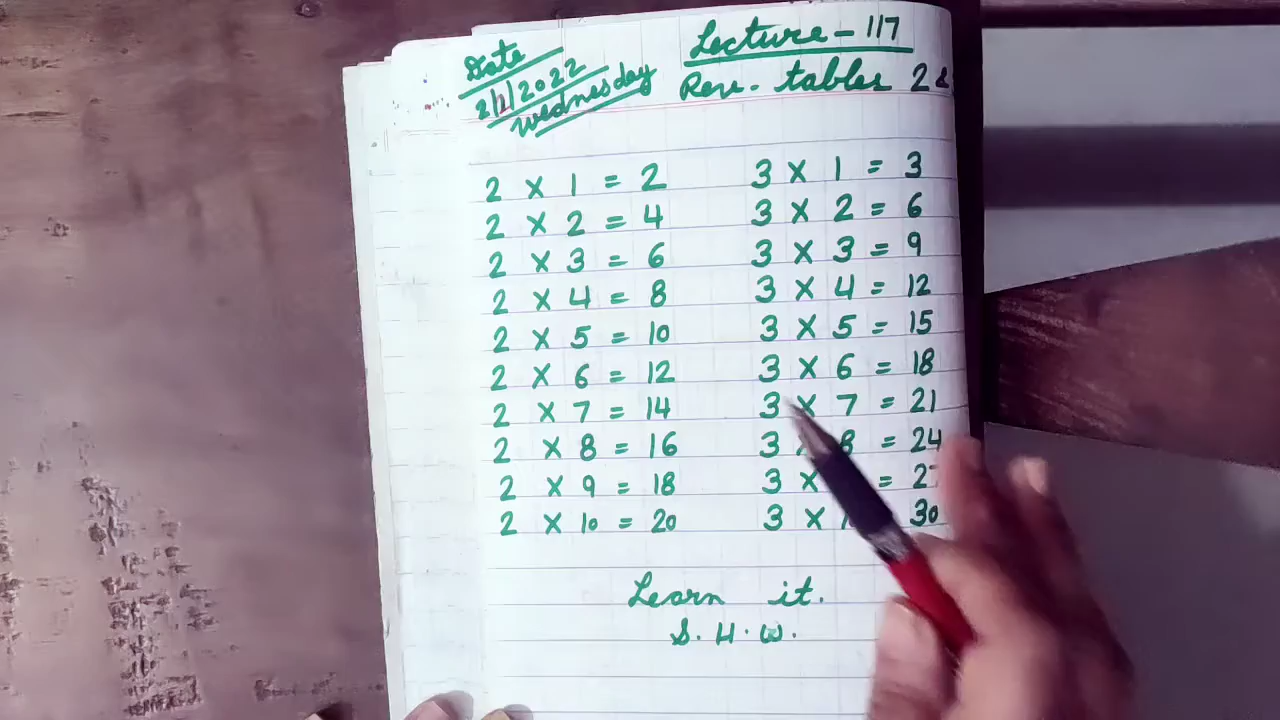 Date
2/2/2022
Wednesday
Lecture - 117
Rev. tables 2 &
2 X 1 = 2
2 X 2 = 4
2 X 3 = 6
2 X 4 = 8
2 X 5 = 10
2 X 6 = 12
2 X 7 = 14
2 X 8 = 16
2 X 9 = 18
2 X 10 = 20
3 X 1 = 3
3 X 2 = 6
3 X 3 = 9
3 X 4 = 12
3 X 5 = 15
3 X 6 = 18
3 X 7 = 21
3 X 8 = 24
3 X = 27
3 X = 30
Learn it.
S. H. W.